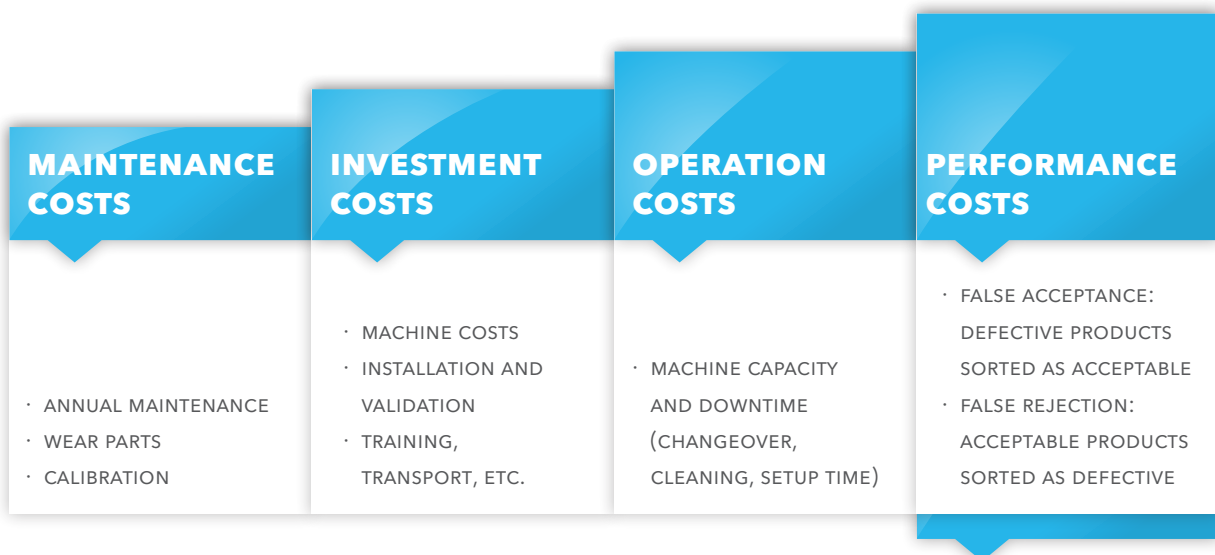 MAINTENANCE
COSTS
· ANNUAL MAINTENANCE
· WEAR PARTS
· CALIBRATION
INVESTMENT
COSTS
· MACHINE COSTS
· INSTALLATION AND
VALIDATION
· TRAINING,
TRANSPORT, ETC.
OPERATION
COSTS
· MACHINE CAPACITY
AND DOWNTIME
(CHANGEOVER,
CLEANING, SETUP TIME)
PERFORMANCE
COSTS
· FALSE ACCEPTANCE:
DEFECTIVE PRODUCTS
SORTED AS ACCEPTABLE
· FALSE REJECTION:
ACCEPTABLE PRODUCTS
SORTED AS DEFECTIVE